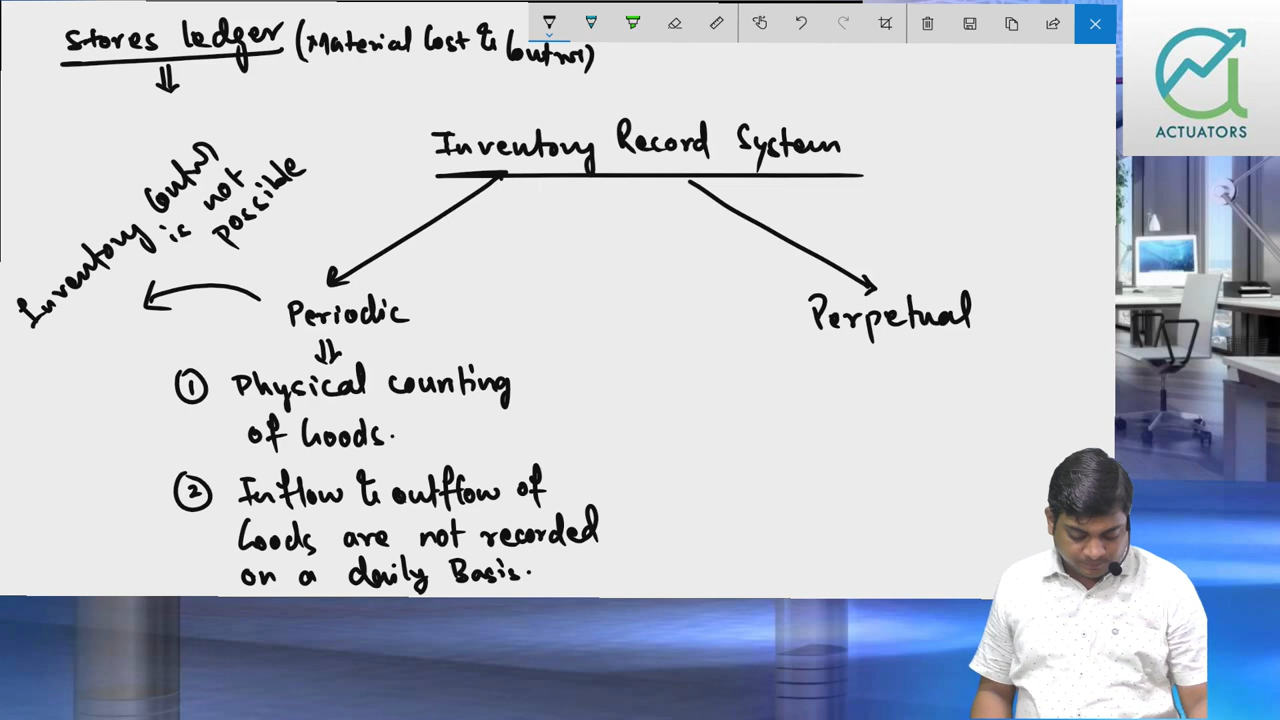 Stores ledger (Material Cost & Control)
Inventory Record System
Inventory Control
is not
possible
Periodic
Perpetual
① Physical counting
of Goods.
② Inflow & outflow of
Goods are not recorded
on a daily Basis.
ACTUATORS